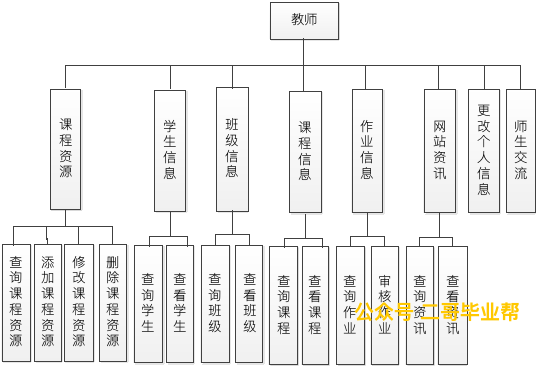 教师
课程资源
学生信息
班级信息
课程信息
作业信息
网站资讯
更改个人信息
师生交流
查询课程资源
添加课程资源
修改课程资源
删除课程资源
查询学生
查看学生
查询班级
查看班级
查询课程
查看课程
查询作业
审核作业
查询资讯
查看资讯
公众号:二哥毕业帮